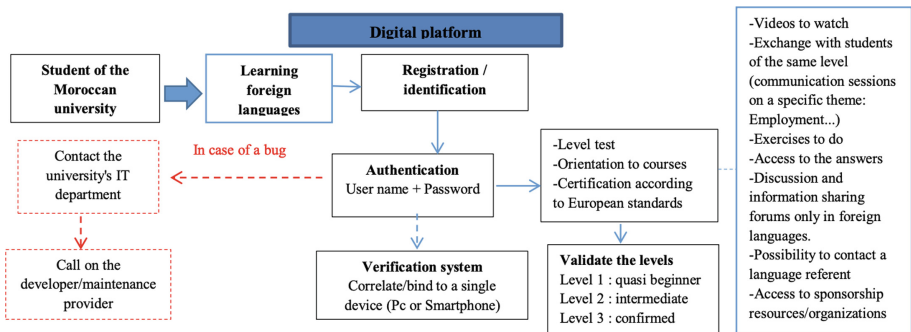 Digital platform
Student of the
Moroccan
university
Learning
foreign
languages
Registration /
identification
In case of a bug
Contact the
university's IT
department
Call on the
developer/maintenance
provider
Authentication
User name + Password
Verification system
Correlate/bind to a single
device (Pc or Smartphone)
-Level test
-Orientation to courses
-Certification according
to European standards
Validate the levels
Level 1 : quasi beginner
Level 2 : intermediate
Level 3 : confirmed
-Videos to watch
-Exchange with students
of the same level
(communication sessions
on a specific theme:
Employment...)
-Exercises to do
-Access to the answers
-Discussion and
information sharing
forums only in foreign
languages.
-Possibility to contact a
language referent
-Access to sponsorship
resources/organizations